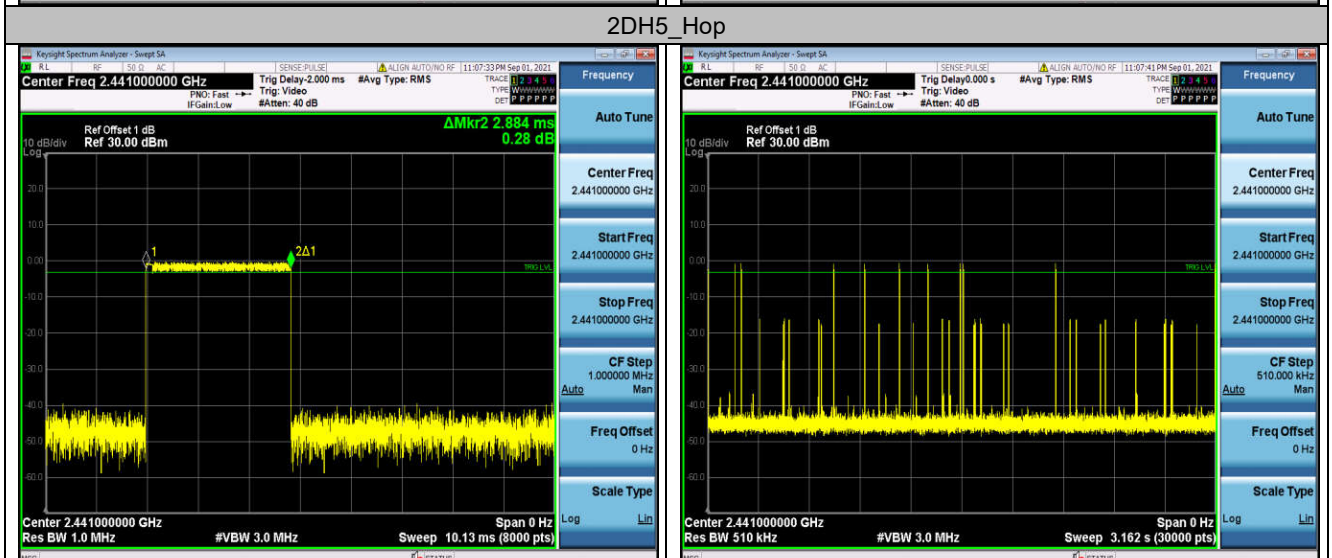 2DH5_Hop
Keysight Spectrum Analyzer - Swept SA
RL RF 50 Ω AC SENSE:PULSE ALIGN AUTO/NO RF 11:07:33 PM Sep 01, 2021
Center Freq 2.441000000 GHz
PNO: Fast
IFGain:Low
Trig Delay-2.000 ms
Trig: Video
#Atten: 40 dB
#Avg Type: RMS
TRACE 1 2 3 4 5 6
TYPE WWWWWW
DET P P P P P P
ΔMkr2 2.884 ms
0.28 dB
Ref Offset 1 dB
10 dB/div Ref 30.00 dBm
Log
20.0
10.0
0.00
-10.0
-20.0
-30.0
-40.0
-50.0
-60.0
1
2Δ1
TRIG LVL
Center 2.441000000 GHz Span 0 Hz
Res BW 1.0 MHz #VBW 3.0 MHz Sweep 10.13 ms (8000 pts)
MSG STATUS
Frequency
Auto Tune
Center Freq
2.441000000 GHz
Start Freq
2.441000000 GHz
Stop Freq
2.441000000 GHz
CF Step
1.000000 MHz
Auto Man
Freq Offset
0 Hz
Scale Type
Log Lin
Keysight Spectrum Analyzer - Swept SA
RL RF 50 Ω AC SENSE:PULSE ALIGN AUTO/NO RF 11:07:41 PM Sep 01, 2021
Center Freq 2.441000000 GHz
PNO: Fast
IFGain:Low
Trig Delay0.000 s
Trig: Video
#Atten: 40 dB
#Avg Type: RMS
TRACE 1 2 3 4 5 6
TYPE WWWWWW
DET P P P P P P
Ref Offset 1 dB
10 dB/div Ref 30.00 dBm
Log
20.0
10.0
0.00
-10.0
-20.0
-30.0
-40.0
-50.0
-60.0
TRIG LVL
Center 2.441000000 GHz Span 0 Hz
Res BW 510 kHz #VBW 3.0 MHz Sweep 3.162 s (30000 pts)
MSG STATUS
Frequency
Auto Tune
Center Freq
2.441000000 GHz
Start Freq
2.441000000 GHz
Stop Freq
2.441000000 GHz
CF Step
510.000 kHz
Auto Man
Freq Offset
0 Hz
Scale Type
Log Lin